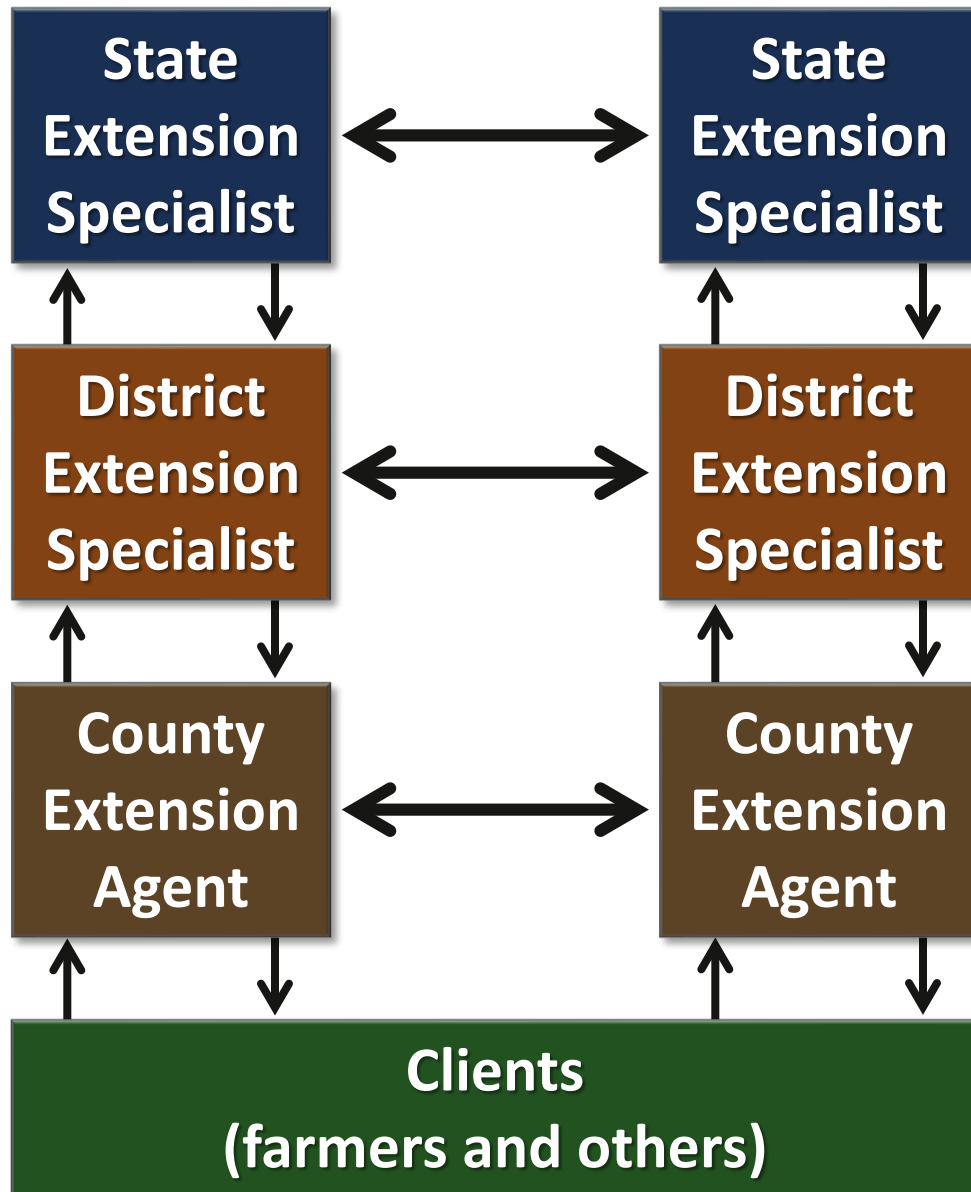 State
Extension
Specialist
State
Extension
Specialist
District
Extension
Specialist
District
Extension
Specialist
County
Extension
Agent
County
Extension
Agent
Clients
(farmers and others)